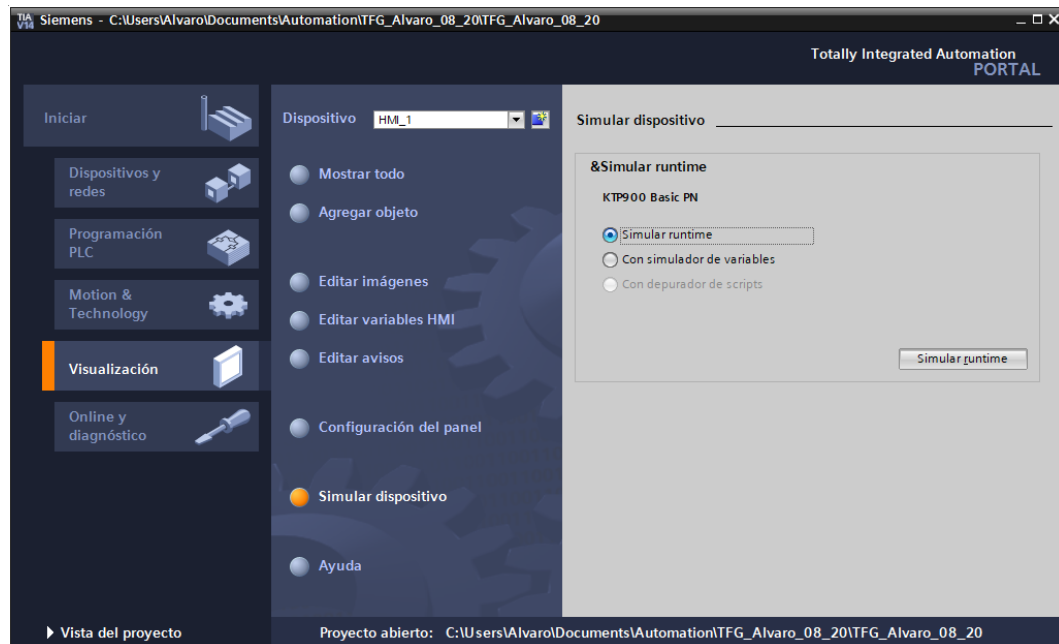 TIA V14 Siemens - C:\Users\Alvaro\Documents\Automation\TFG_Alvaro_08_20\TFG_Alvaro_08_20
Totally Integrated Automation
PORTAL
Iniciar
Dispositivos y
redes
Programación
PLC
Motion &
Technology
Visualización
Online y
diagnóstico
Vista del proyecto
Dispositivo HMI_1
Mostrar todo
Agregar objeto
Editar imágenes
Editar variables HMI
Editar avisos
Configuración del panel
Simular dispositivo
Ayuda
Simular dispositivo
&Simular runtime
KTP900 Basic PN
Simular runtime
Con simulador de variables
Con depurador de scripts
Simular runtime
Proyecto abierto: C:\Users\Alvaro\Documents\Automation\TFG_Alvaro_08_20\TFG_Alvaro_08_20